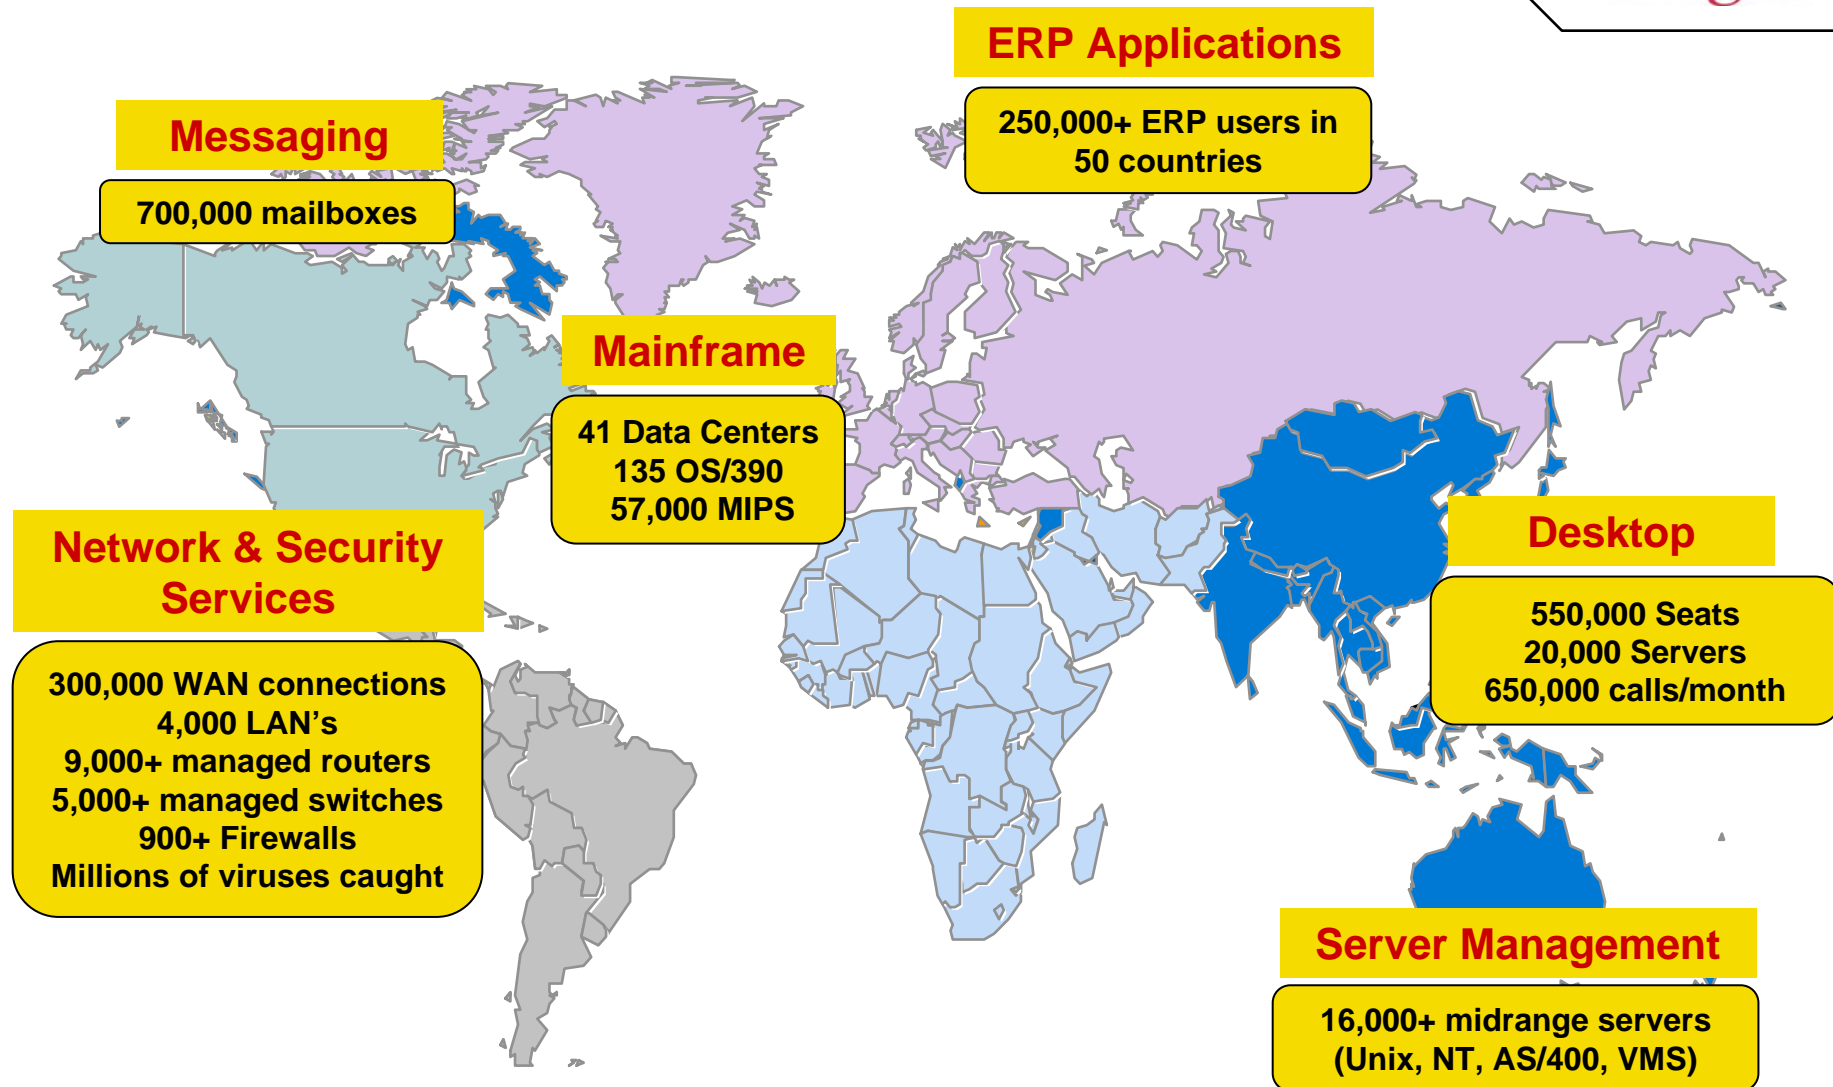 ERP Applications
250,000+ ERP users in
50 countries
Messaging
700,000 mailboxes
Mainframe
41 Data Centers
135 OS/390
57,000 MIPS
Network & Security
Services
300,000 WAN connections
4,000 LAN’s
9,000+ managed routers
5,000+ managed switches
900+ Firewalls
Millions of viruses caught
Desktop
550,000 Seats
20,000 Servers
650,000 calls/month
Server Management
16,000+ midrange servers
(Unix, NT, AS/400, VMS)